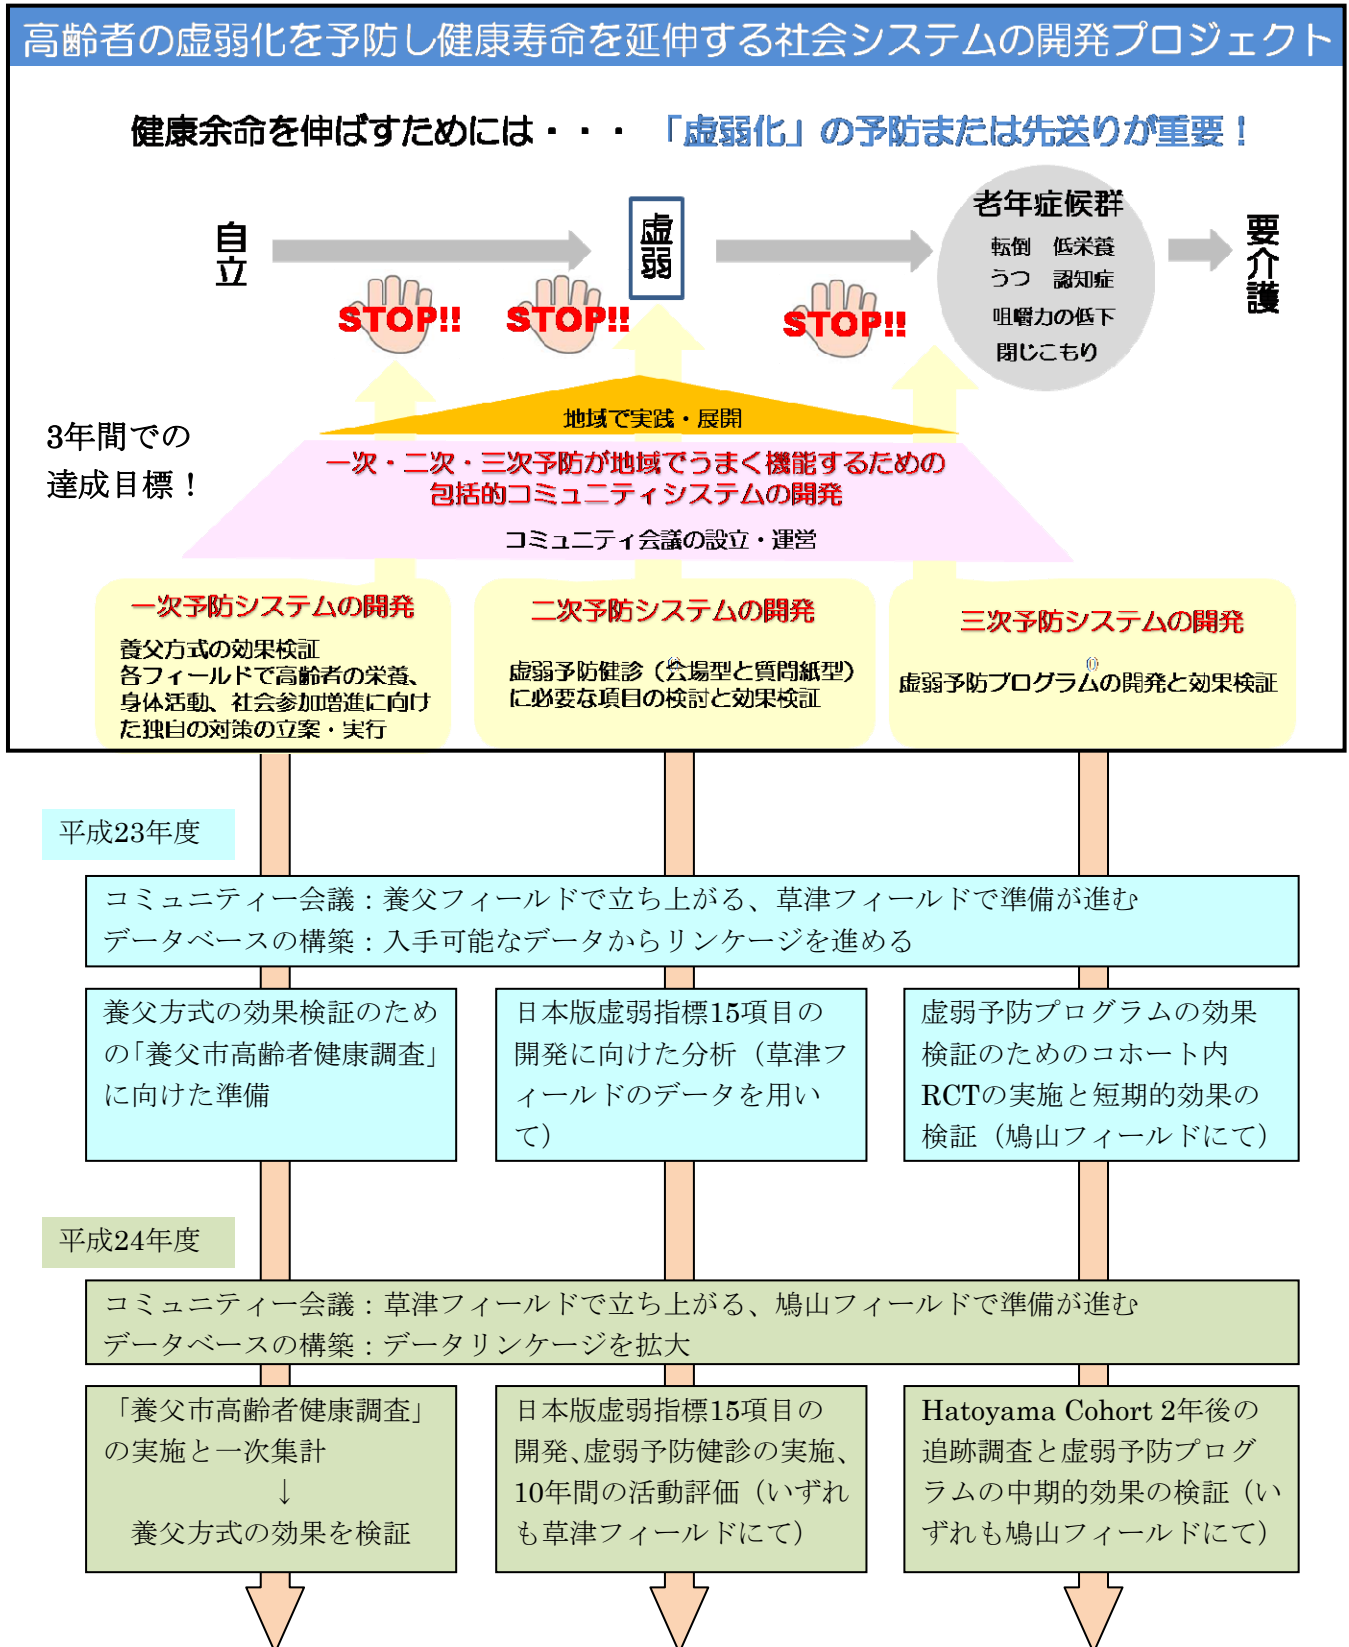 高齢者の虚弱化を予防し健康寿命を延伸する社会システムの開発プロジェクト
健康余命を伸ばすためには・・・ 「虚弱化」の予防または先送りが重要！
自立
虚弱
老年症候群
転倒 低栄養
うつ 認知症
咀嚼力の低下
閉じこもり
要介護
STOP!!
STOP!!
STOP!!
3年間での
達成目標！
地域で実践・展開
一次・二次・三次予防が地域でうまく機能するための
包括的コミュニティシステムの開発
コミュニティ会議の設立・運営
一次予防システムの開発
養父方式の効果検証
各フィールドで高齢者の栄養、
身体活動、社会参加増進に向け
た独自の対策の立案・実行
二次予防システムの開発
虚弱予防健診（会場型と質問紙型）
に必要な項目の検討と効果検証
三次予防システムの開発
虚弱予防プログラムの開発と効果検証
平成23年度
コミュニティー会議：養父フィールドで立ち上がる、草津フィールドで準備が進む
データベースの構築：入手可能なデータからリンケージを進める
養父方式の効果検証のため
の「養父市高齢者健康調査」
に向けた準備
日本版虚弱指標15項目の
開発に向けた分析（草津フ
ィールドのデータを用い
て）
虚弱予防プログラムの効果
検証のためのコホート内
RCTの実施と短期的効果の
検証（鳩山フィールドにて）
平成24年度
コミュニティー会議：草津フィールドで立ち上がる、鳩山フィールドで準備が進む
データベースの構築：データリンケージを拡大
「養父市高齢者健康調査」
の実施と一次集計
↓
養父方式の効果を検証
日本版虚弱指標15項目の
開発、虚弱予防健診の実施、
10年間の活動評価（いずれ
も草津フィールドにて）
Hatoyama Cohort 2年後の
追跡調査と虚弱予防プログ
ラムの中期的効果の検証（い
ずれも鳩山フィールドにて）